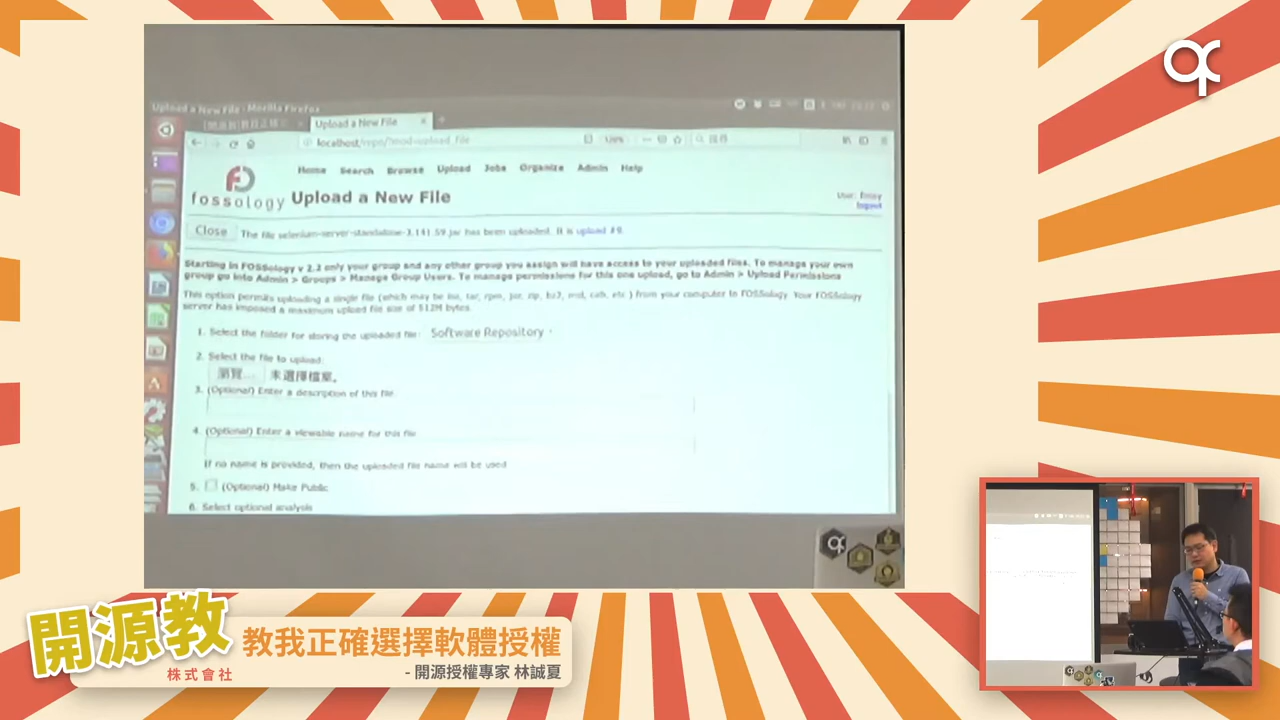 Upload a New File - Mozilla Firefox
Upload a New File
localhost/repo/?mod=upload_file
Home Search Browse Upload Jobs Organize Admin Help
fossology Upload a New File
User: fossy
logout
Close The file selenium-server-standalone-3.141.59.jar has been uploaded. It is upload #9.
Starting in FOSSology v 2.2 only your group and any other group you assign will have access to your uploaded files. To manage your own
group go into Admin > Groups > Manage Group Users. To manage permissions for this one upload, go to Admin > Upload Permissions
This option permits uploading a single file (which may be iso, tar, rpm, jar, zip, bz2, msi, cab, etc.) from your computer to FOSSology. Your FOSSology
server has imposed a maximum upload file size of 512M bytes.
1. Select the folder for storing the uploaded file: Software Repository
2. Select the file to upload:
瀏覽... 未選擇檔案。
3. (Optional) Enter a description of this file:
4. (Optional) Enter a viewable name for this file:
If no name is provided, then the uploaded file name will be used
5. (Optional) Make Public
6. Select optional analysis
開源教
株式會社
教我正確選擇軟體授權
- 開源授權專家 林誠夏